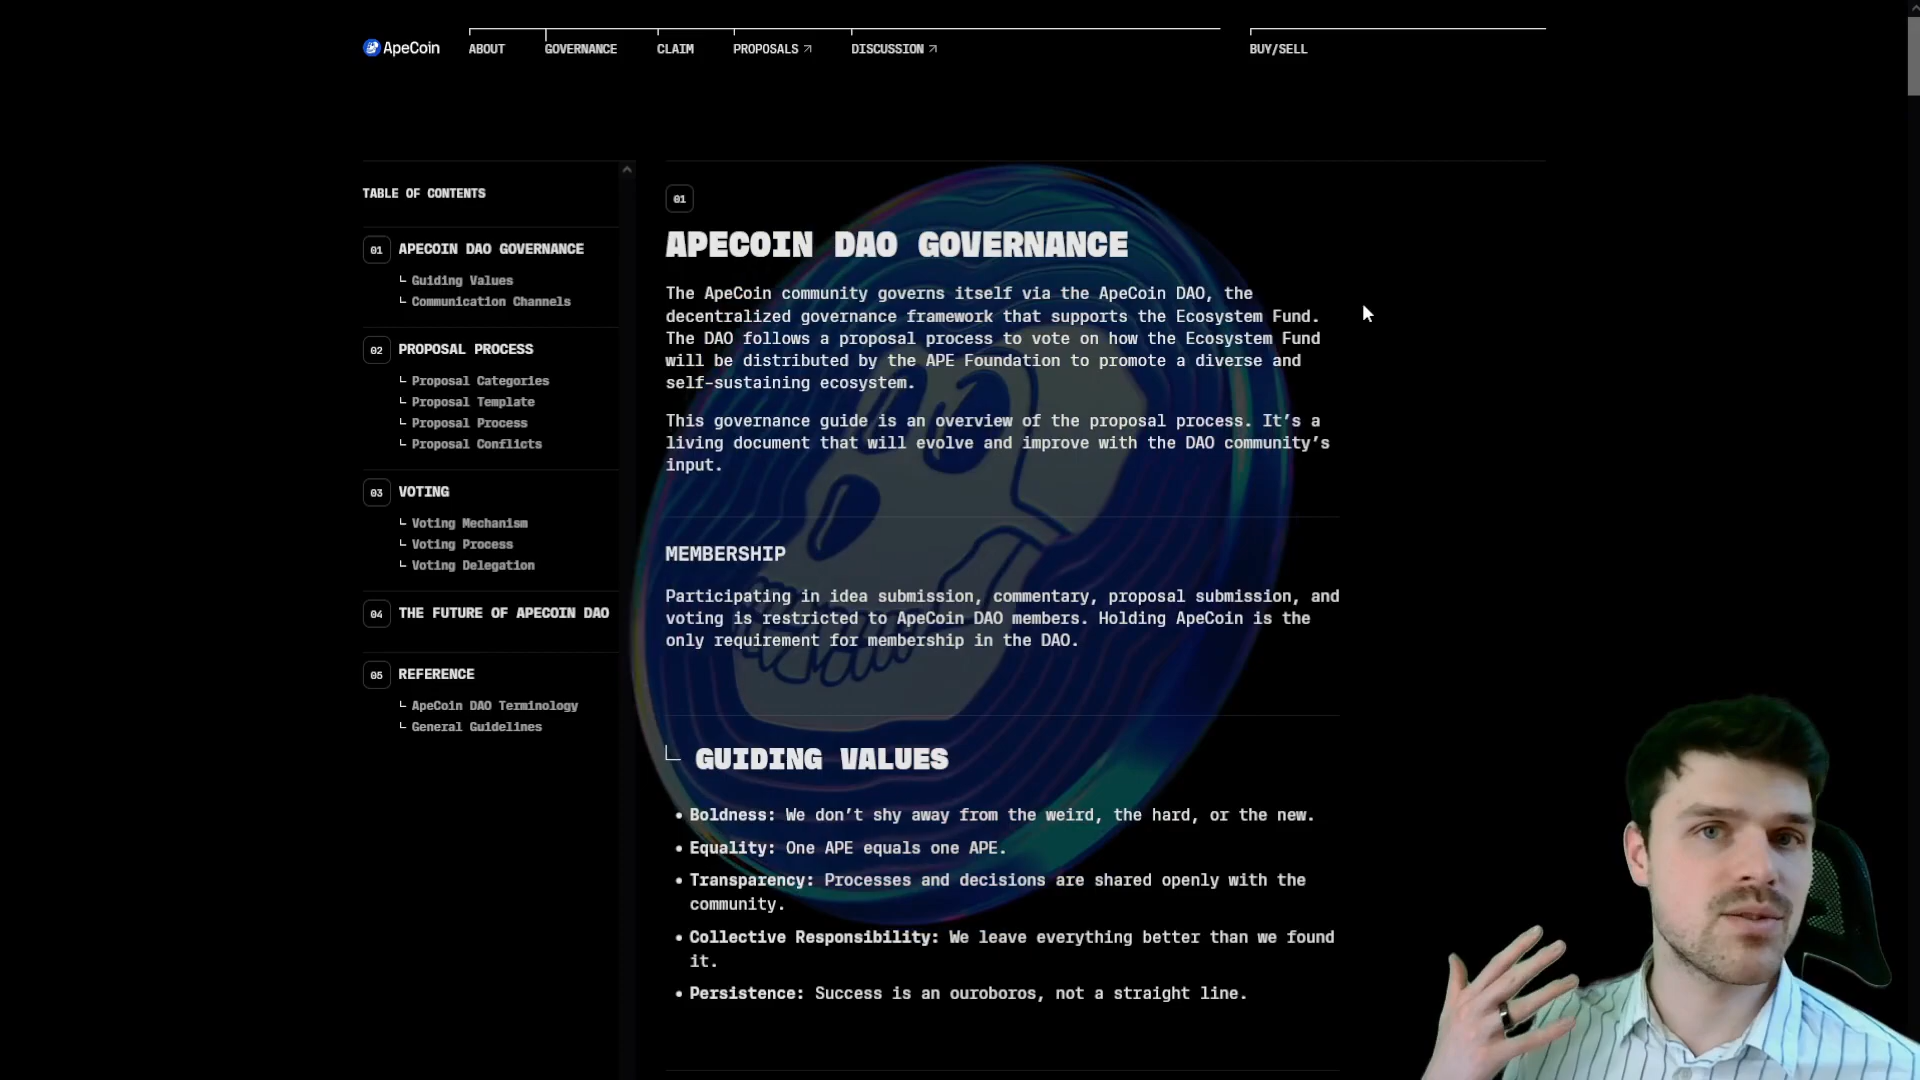 ApeCoin
ABOUT
GOVERNANCE
CLAIM
PROPOSALS ↗
DISCUSSION ↗
BUY/SELL
TABLE OF CONTENTS
01 APECOIN DAO GOVERNANCE
Guiding Values
Communication Channels
02 PROPOSAL PROCESS
Proposal Categories
Proposal Template
Proposal Process
Proposal Conflicts
03 VOTING
Voting Mechanism
Voting Process
Voting Delegation
04 THE FUTURE OF APECOIN DAO
05 REFERENCE
ApeCoin DAO Terminology
General Guidelines
01
APECOIN DAO GOVERNANCE
The ApeCoin community governs itself via the ApeCoin DAO, the
decentralized governance framework that supports the Ecosystem Fund.
The DAO follows a proposal process to vote on how the Ecosystem Fund
will be distributed by the APE Foundation to promote a diverse and
self-sustaining ecosystem.
This governance guide is an overview of the proposal process. It’s a
living document that will evolve and improve with the DAO community’s
input.
MEMBERSHIP
Participating in idea submission, commentary, proposal submission, and
voting is restricted to ApeCoin DAO members. Holding ApeCoin is the
only requirement for membership in the DAO.
GUIDING VALUES
• Boldness: We don’t shy away from the weird, the hard, or the new.
• Equality: One APE equals one APE.
• Transparency: Processes and decisions are shared openly with the
community.
• Collective Responsibility: We leave everything better than we found
it.
• Persistence: Success is an ouroboros, not a straight line.